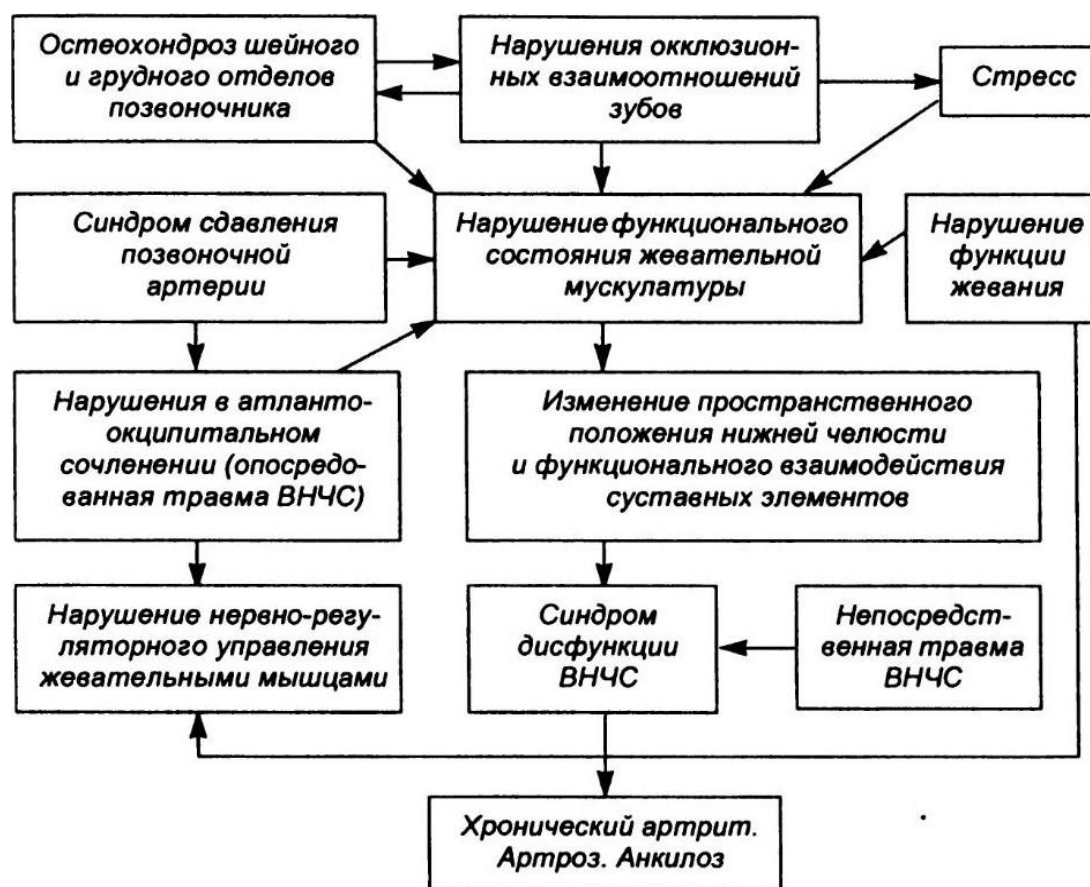 Остеохондроз шейного
и грудного отделов
позвоночника
Нарушения окклюзион-
ных взаимоотношений
зубов
Стресс
Синдром сдавления
позвоночной
артерии
Нарушение функционального
состояния жевательной
мускулатуры
Нарушение
функции
жевания
Нарушения в атланто-
окципитальном
сочленении (опосредо-
ванная травма ВНЧС)
Изменение пространственного
положения нижней челюсти
и функционального взаимодействия
суставных элементов
Нарушение нервно-регу-
ляторного управления
жевательными мышцами
Синдром
дисфункции
ВНЧС
Непосредст-
венная травма
ВНЧС
Хронический артрит.
Артроз. Анкилоз